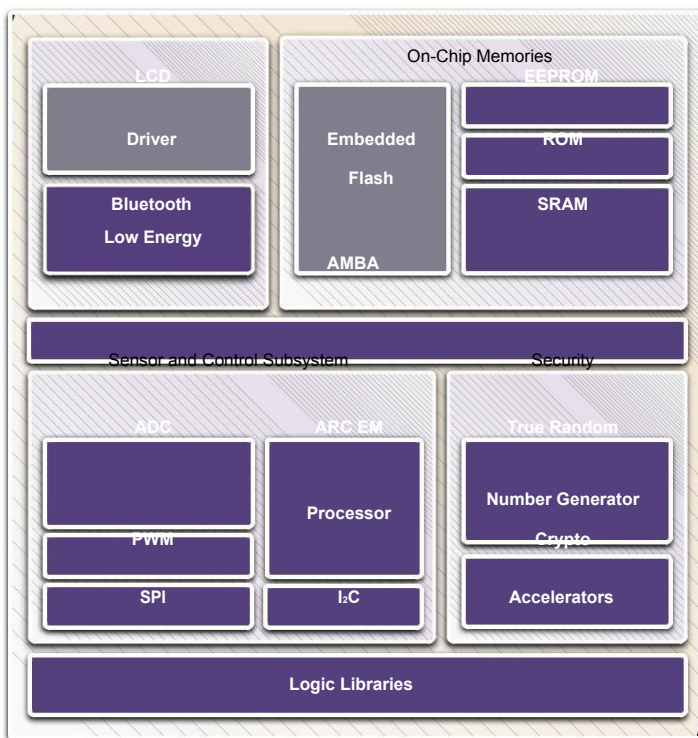 LCD
Driver
Bluetooth
Low Energy
On-Chip Memories
Embedded
Flash
EEPROM
ROM
SRAM
AMBA
Sensor and Control Subsystem
ADC
PWM
SPI
ARC EM
Processor
I2C
Security
True Random
Number Generator
Crypto
Accelerators
Logic Libraries